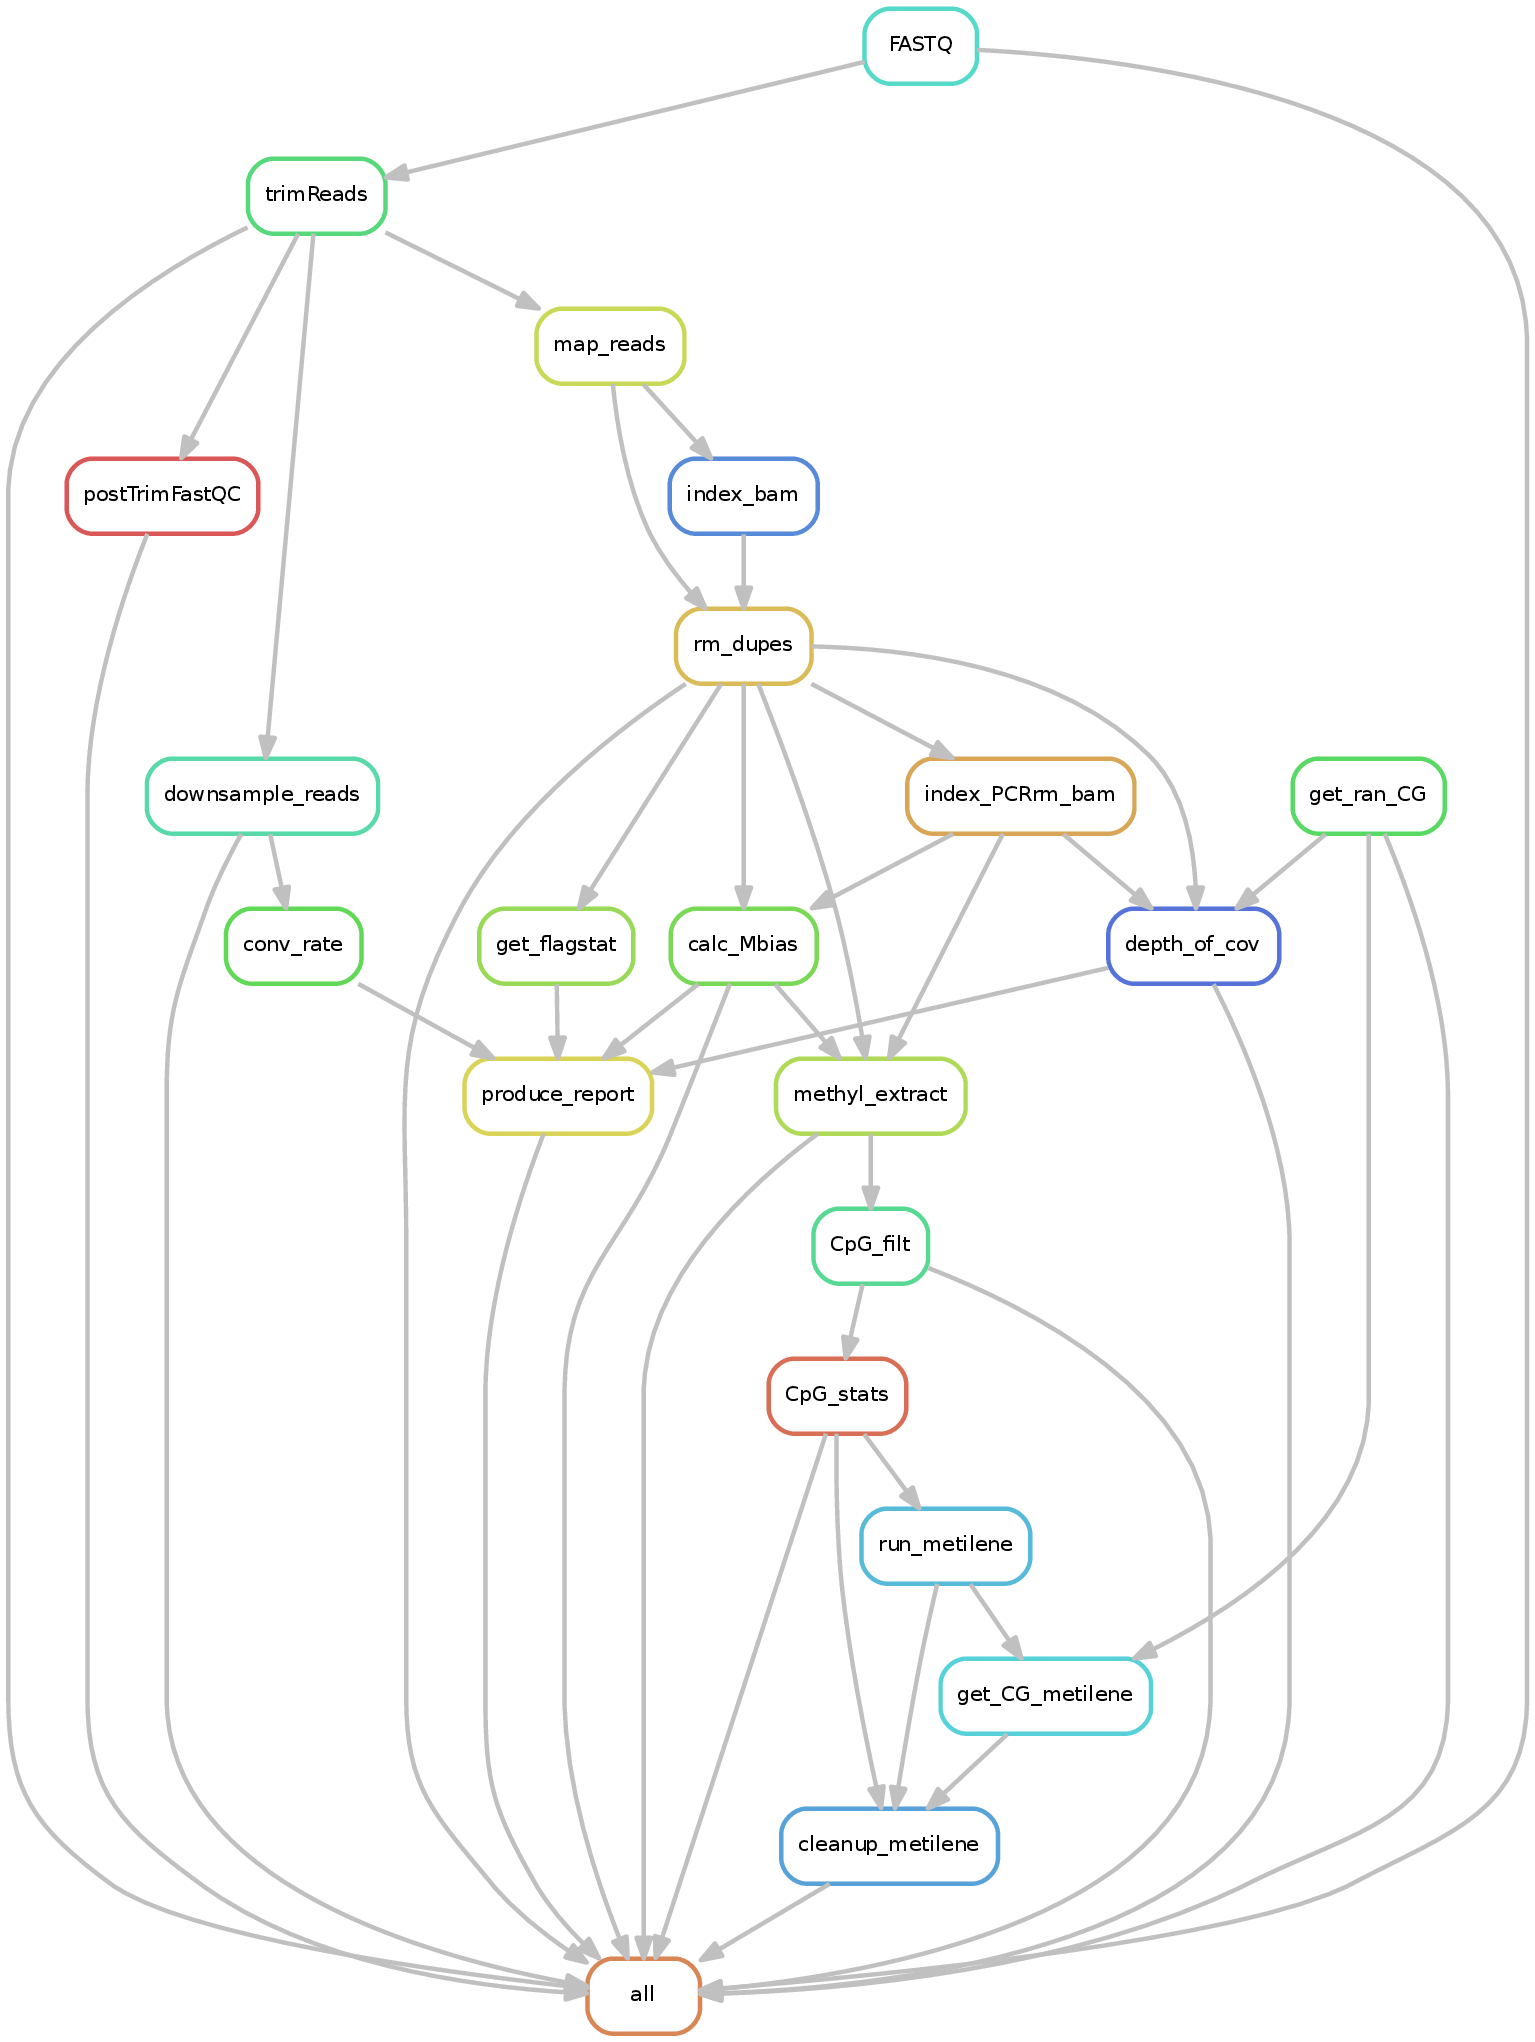 FASTQ
trimReads
map_reads
postTrimFastQC
index_bam
rm_dupes
downsample_reads
index_PCRrm_bam
get_ran_CG
conv_rate
get_flagstat
calc_Mbias
depth_of_cov
produce_report
methyl_extract
CpG_filt
CpG_stats
run_metilene
get_CG_metilene
cleanup_metilene
all